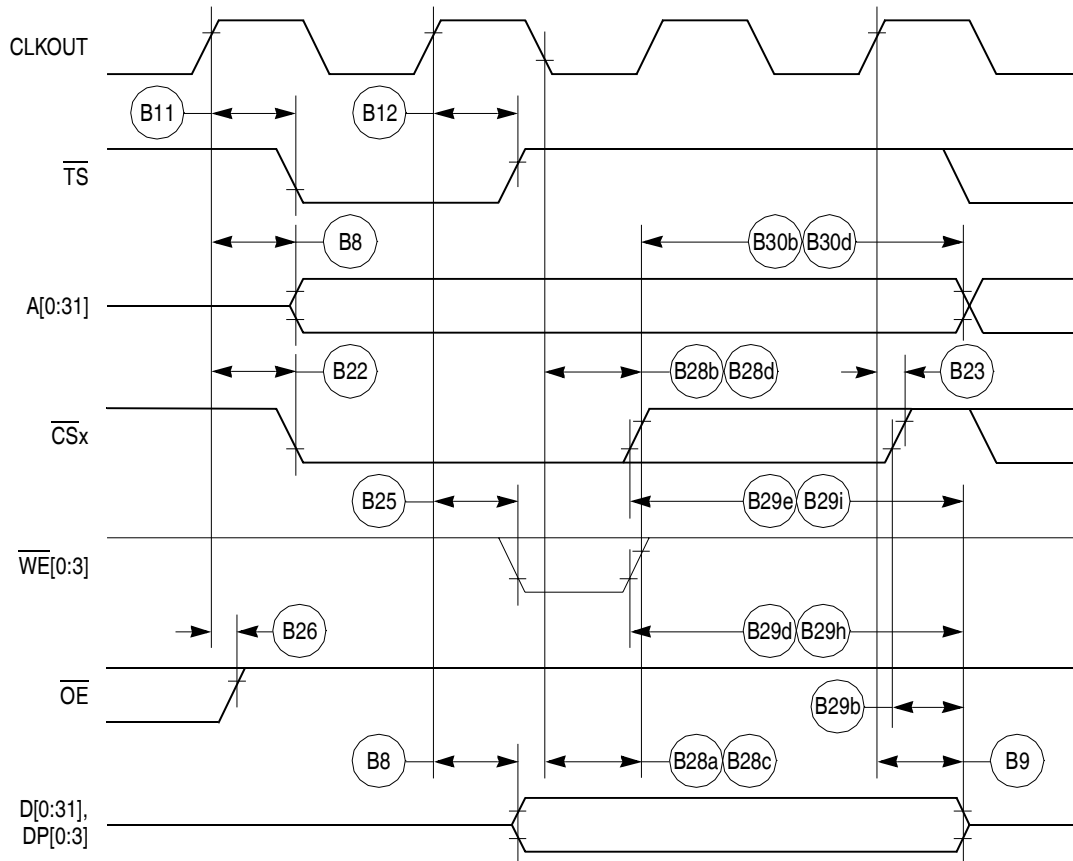 CLKOUT
B11
B12
TS
B8
B30b B30d
A[0:31]
B22
B28b B28d
B23
CSx
B25
B29e B29i
WE[0:3]
B26
B29d B29h
OE
B29b
B8
B28a B28c
B9
D[0:31],
DP[0:3]